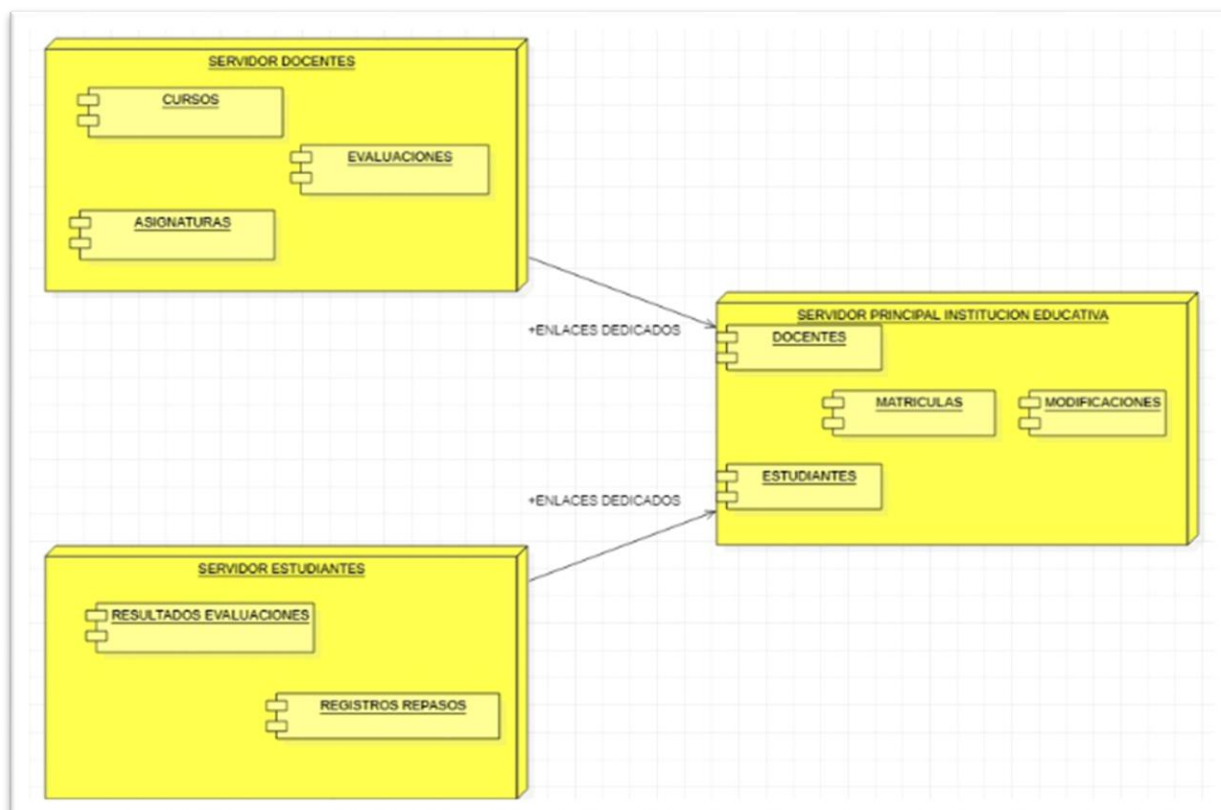 SERVIDOR DOCENTES
CURSOS
EVALUACIONES
ASIGNATURAS
+ENLACES DEDICADOS
SERVIDOR PRINCIPAL INSTITUCION EDUCATIVA
DOCENTES
MATRICULAS
MODIFICACIONES
ESTUDIANTES
+ENLACES DEDICADOS
SERVIDOR ESTUDIANTES
RESULTADOS EVALUACIONES
REGISTROS REPASOS